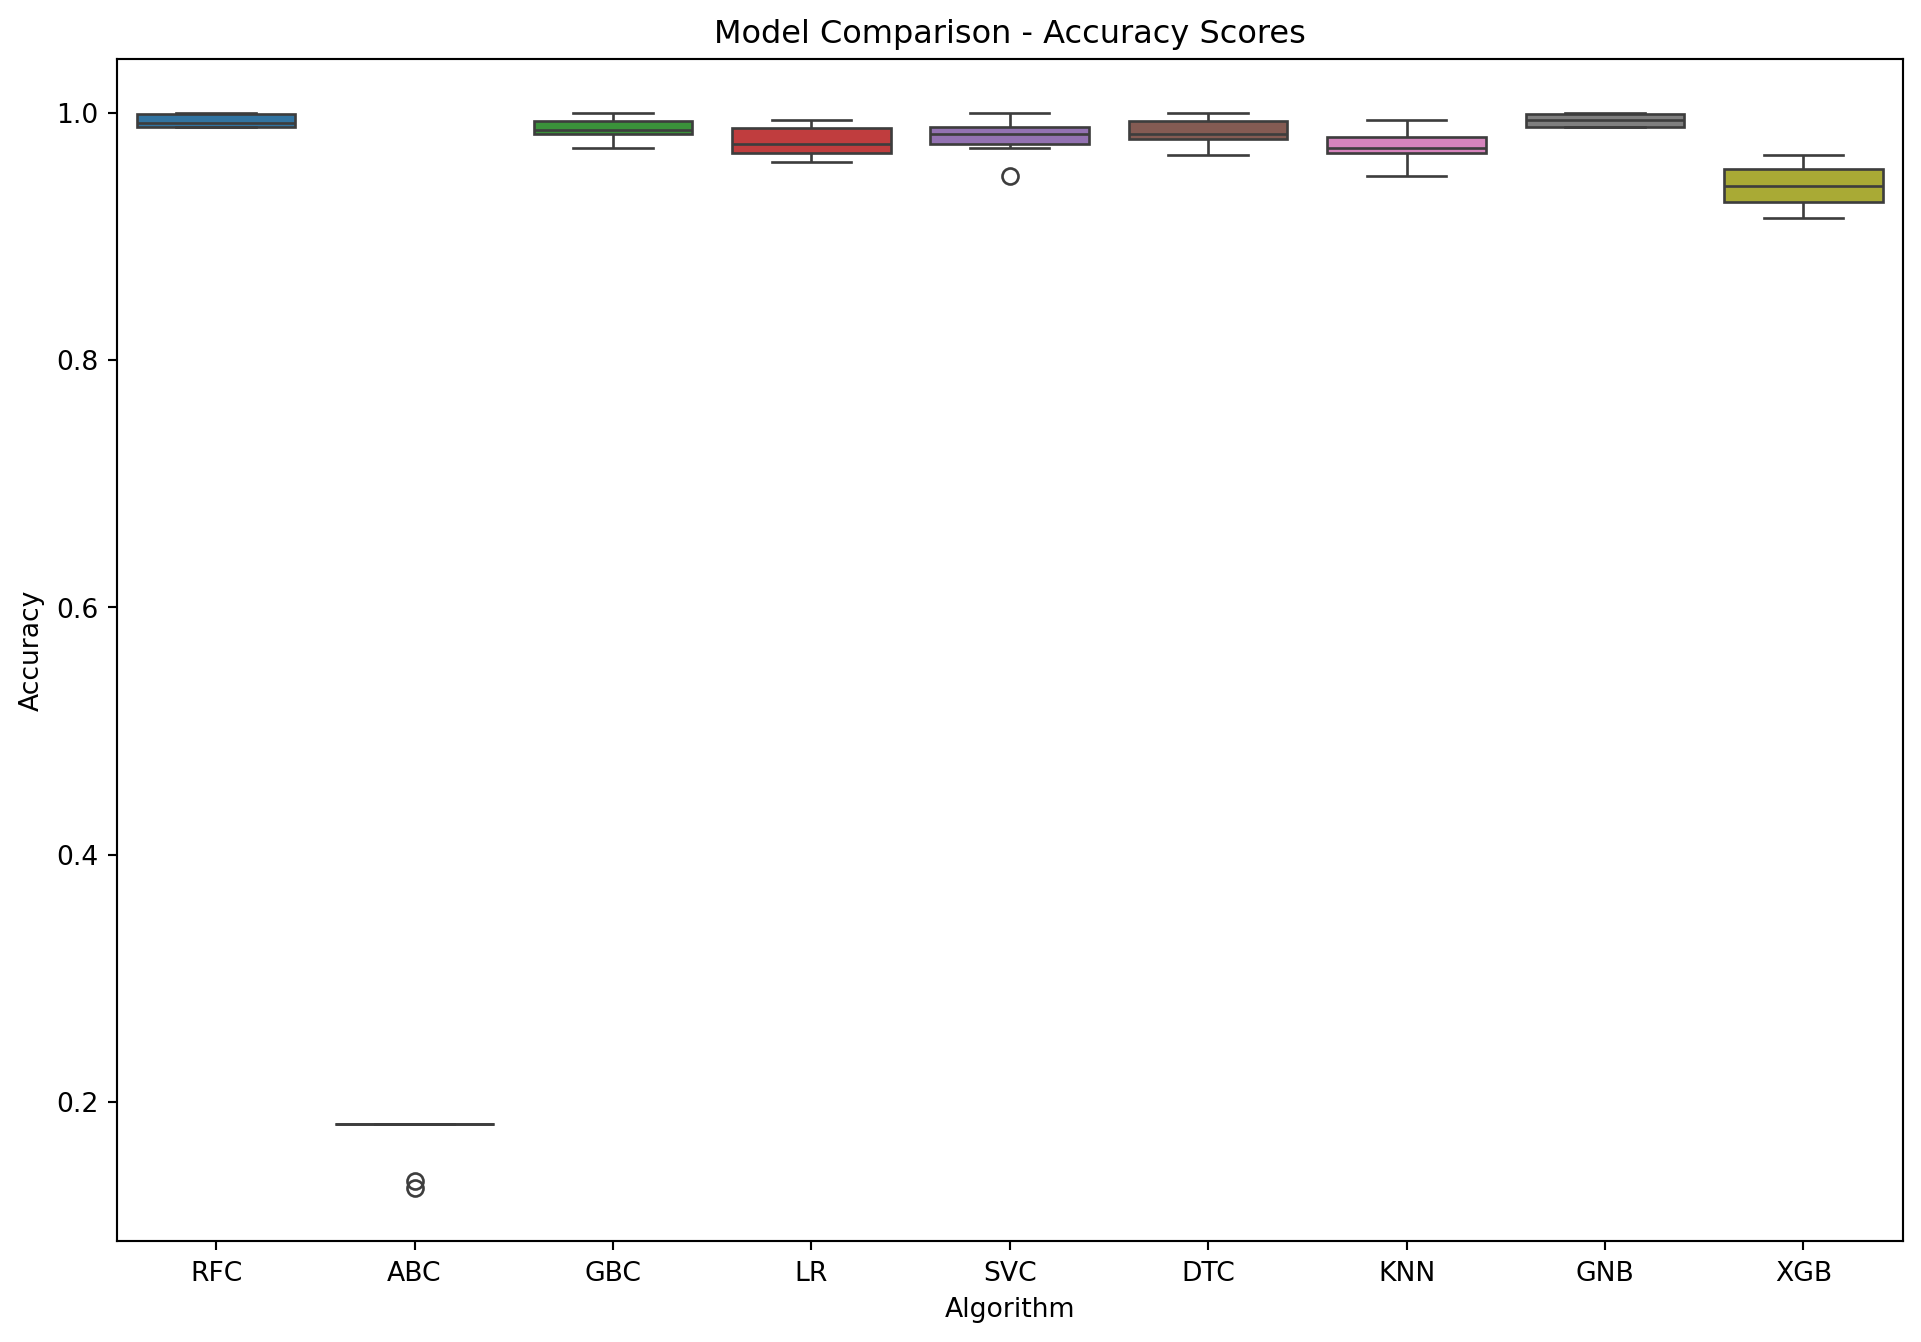 Model Comparison - Accuracy Scores
1.0
0.8
0.6
0.4
0.2
Accuracy
RFC ABC GBC LR SVC DTC KNN GNB XGB
Algorithm